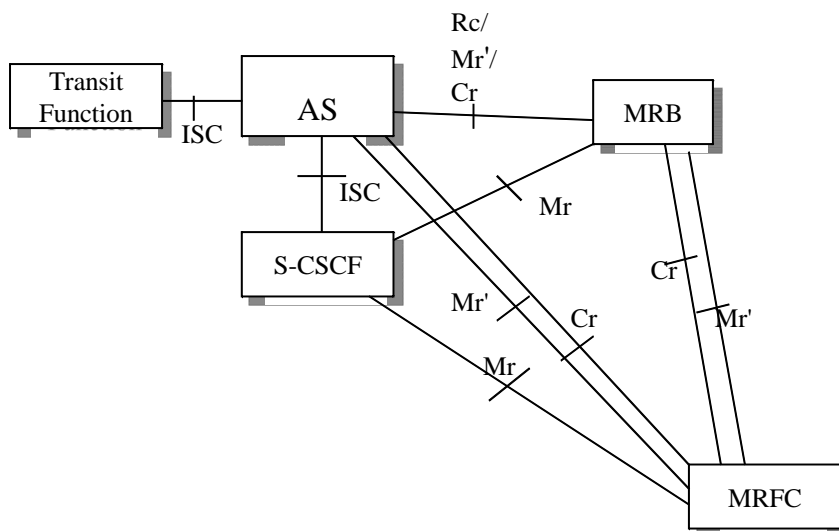 Rc/
Mr'/
Cr
Transit
Function
AS
MRB
ISC
ISC
Mr
S-CSCF
Cr
Mr'
Cr
Mr'
Mr
MRFC